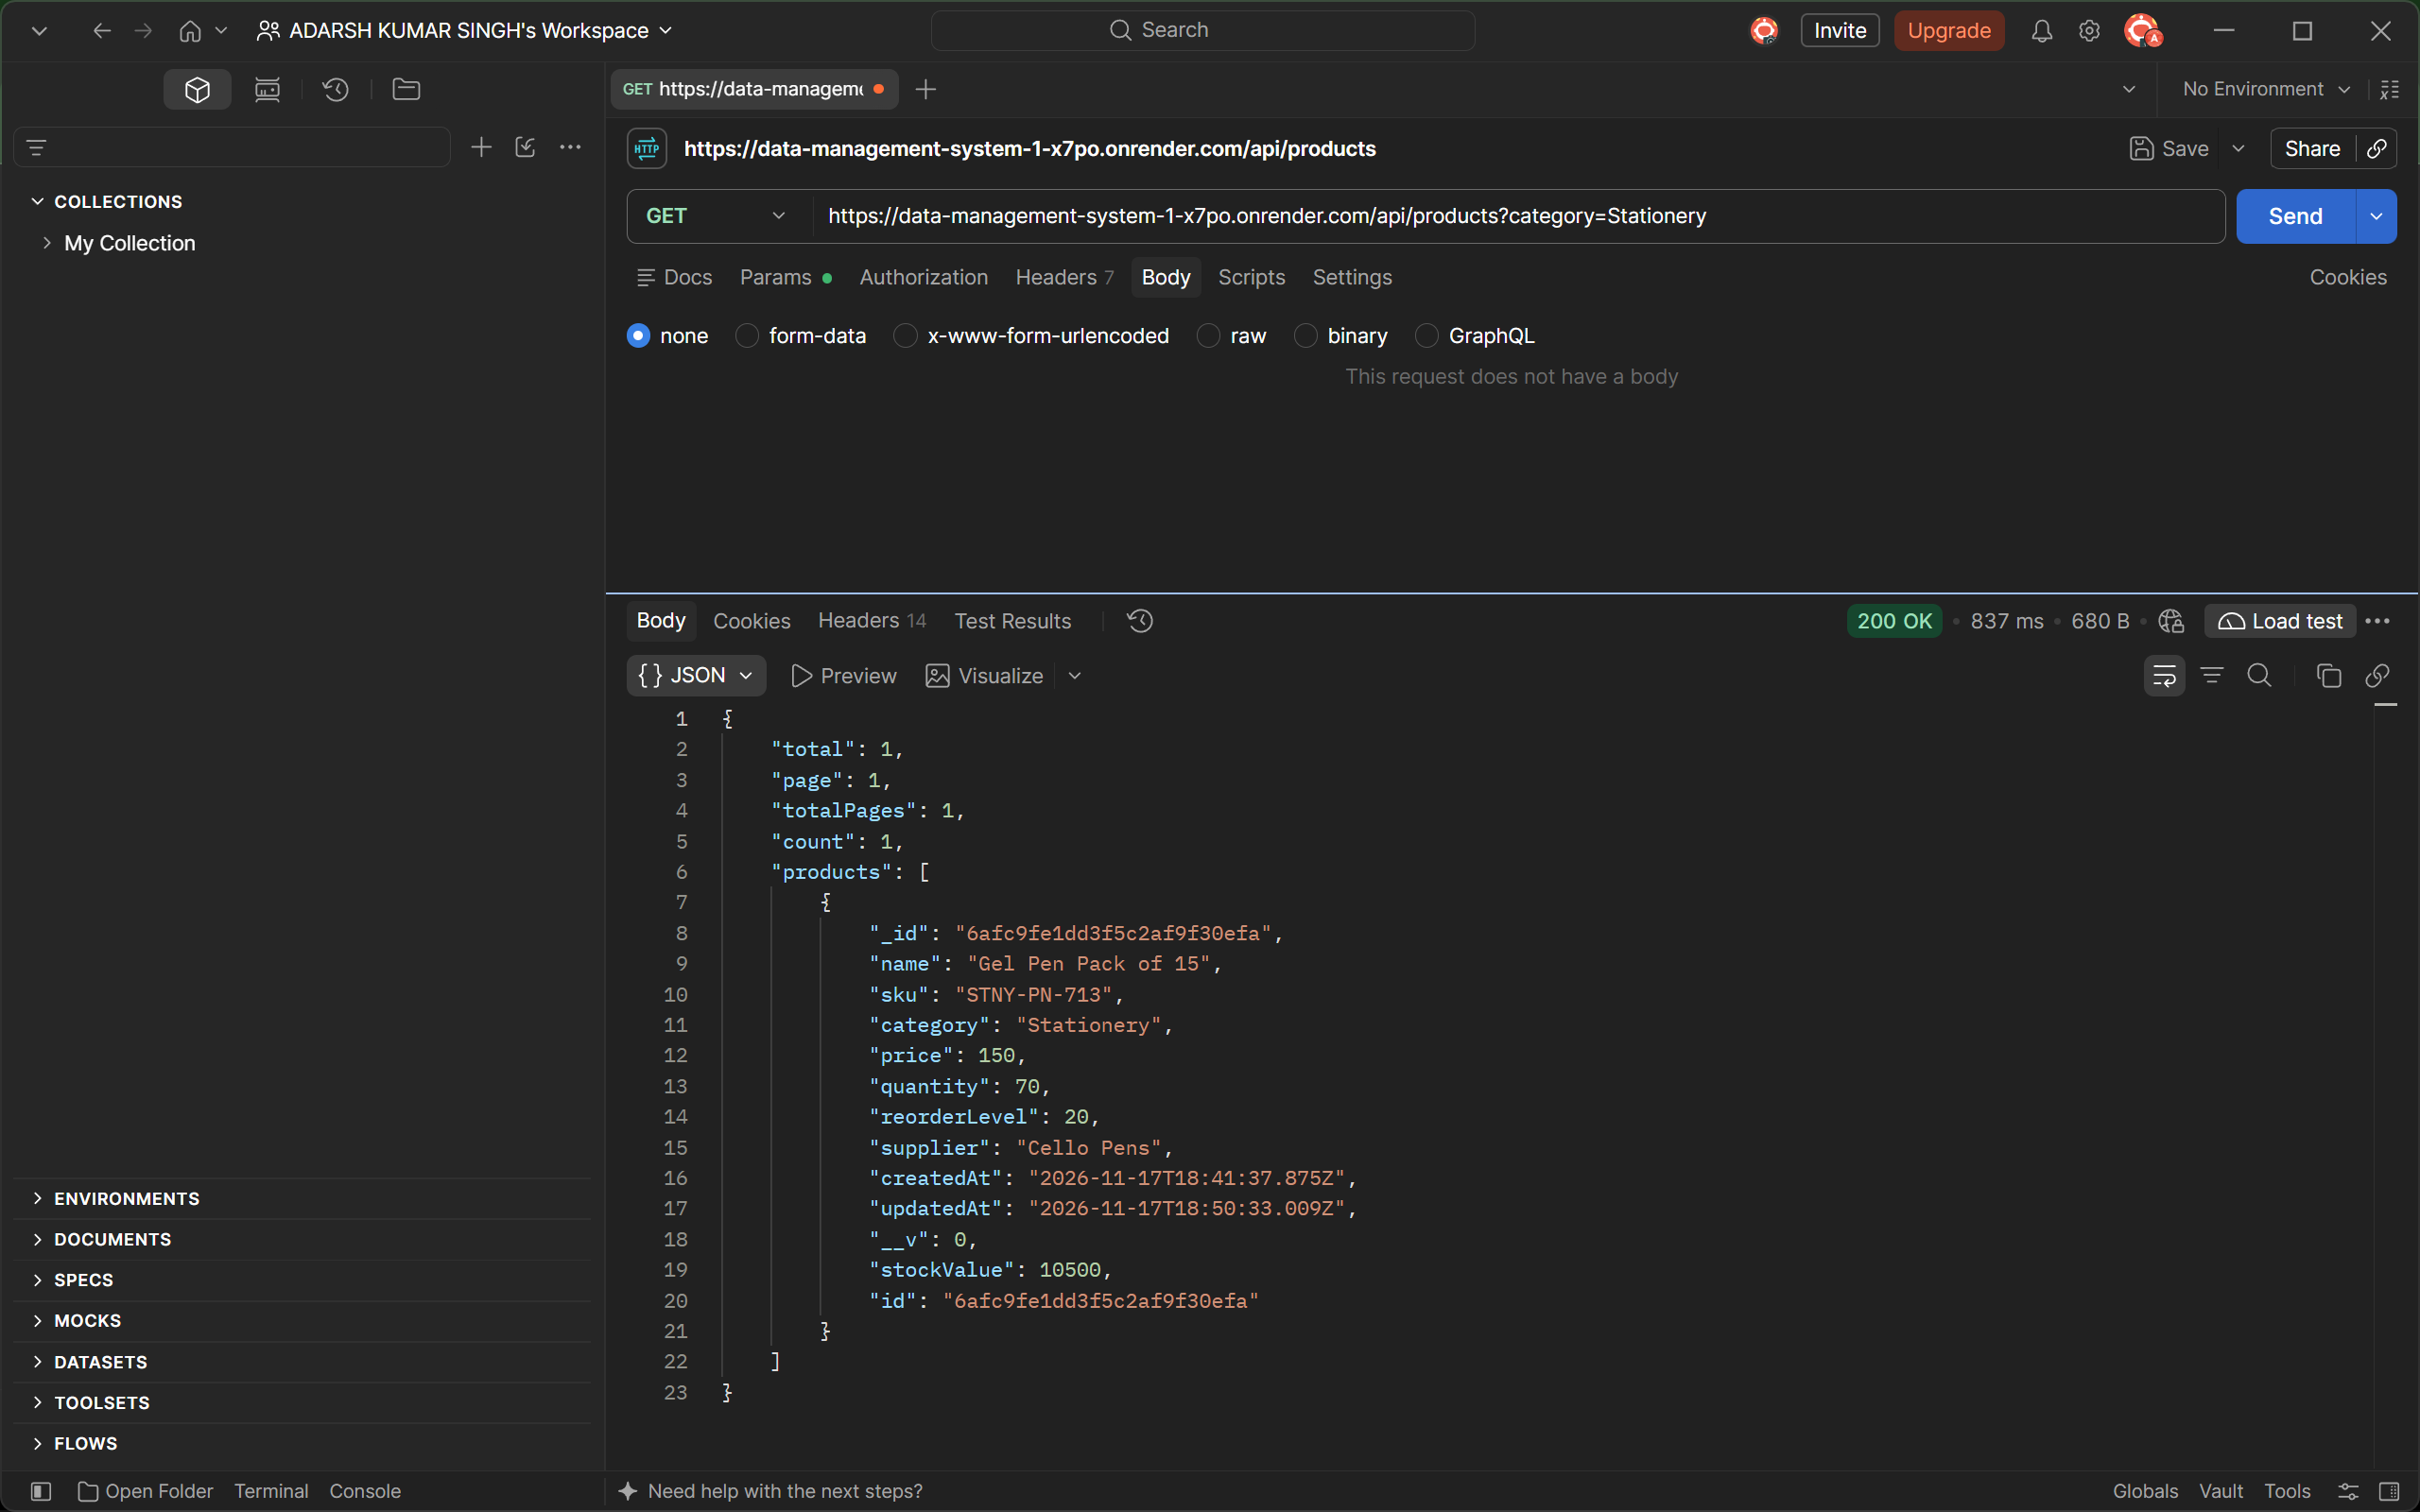 ADARSH KUMAR SINGH's Workspace
Search
Invite
Upgrade
A
GET https://data-managem
No Environment
HTTP
https://data-management-system-1-x7po.onrender.com/api/products
Save
Share
COLLECTIONS
My Collection
GET
https://data-management-system-1-x7po.onrender.com/api/products?category=Stationery
Send
Docs Params Authorization Headers 7 Body Scripts Settings Cookies
none form-data x-www-form-urlencoded raw binary GraphQL
This request does not have a body
Body Cookies Headers 14 Test Results
200 OK 837 ms 680 B Load test
{} JSON Preview Visualize
1 {
2 "total": 1,
3 "page": 1,
4 "totalPages": 1,
5 "count": 1,
6 "products": [
7 {
8 "_id": "6afc9fe1dd3f5c2af9f30efa",
9 "name": "Gel Pen Pack of 15",
10 "sku": "STNY-PN-713",
11 "category": "Stationery",
12 "price": 150,
13 "quantity": 70,
14 "reorderLevel": 20,
15 "supplier": "Cello Pens",
16 "createdAt": "2026-11-17T18:41:37.875Z",
17 "updatedAt": "2026-11-17T18:50:33.009Z",
18 "__v": 0,
19 "stockValue": 10500,
20 "id": "6afc9fe1dd3f5c2af9f30efa"
21 }
22 ]
23 }
ENVIRONMENTS
DOCUMENTS
SPECS
MOCKS
DATASETS
TOOLSETS
FLOWS
Open Folder Terminal Console
Need help with the next steps?
Globals Vault Tools